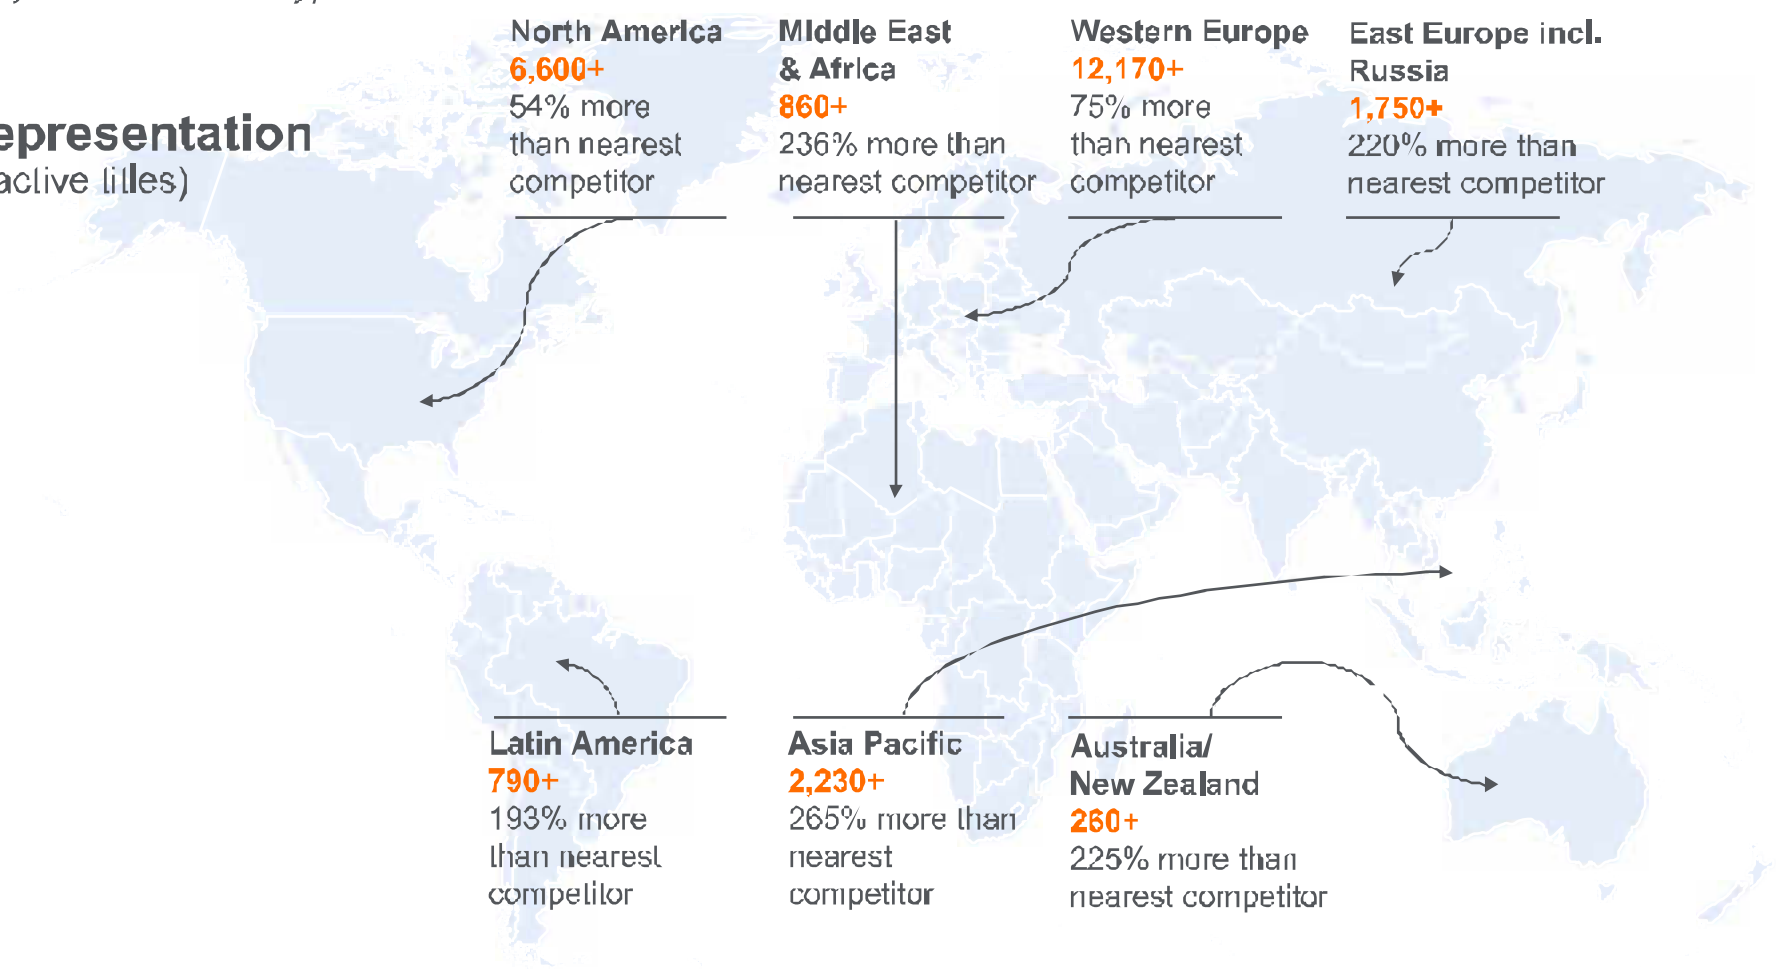 epresentation
active titles)
North America
6,600+
54% more
than nearest
competitor
Middle East
& Africa
860+
236% more than
nearest competitor
Western Europe
12,170+
75% more
than nearest
competitor
East Europe incl.
Russia
1,750+
220% more than
nearest competitor
Latin America
790+
193% more
than nearest
competitor
Asia Pacific
2,230+
265% more than
nearest
competitor
Australia/
New Zealand
260+
225% more than
nearest competitor